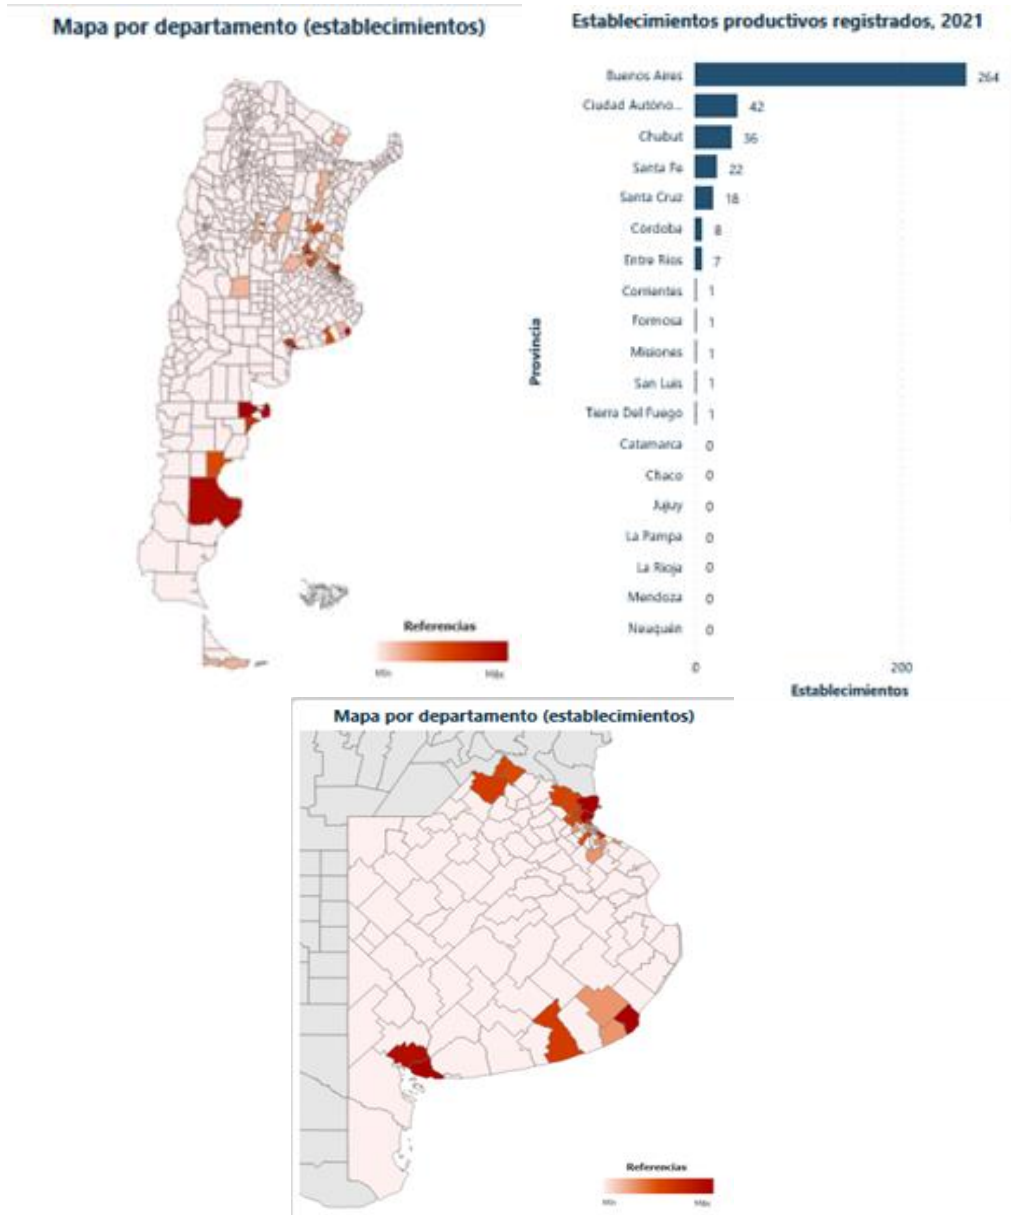 Mapa por departamento (establecimientos)
Referencias
Mín
Máx
Establecimientos productivos registrados, 2021
Provincia
Buenos Aires 264
Ciudad Autóno... 42
Chubut 36
Santa Fe 22
Santa Cruz 18
Córdoba 8
Entre Ríos 7
Corrientes 1
Formosa 1
Misiones 1
San Luis 1
Tierra Del Fuego 1
Catamarca 0
Chaco 0
Jujuy 0
La Pampa 0
La Rioja 0
Mendoza 0
Neuquén 0
0 200
Establecimientos
Mapa por departamento (establecimientos)
Referencias
Mín
Máx